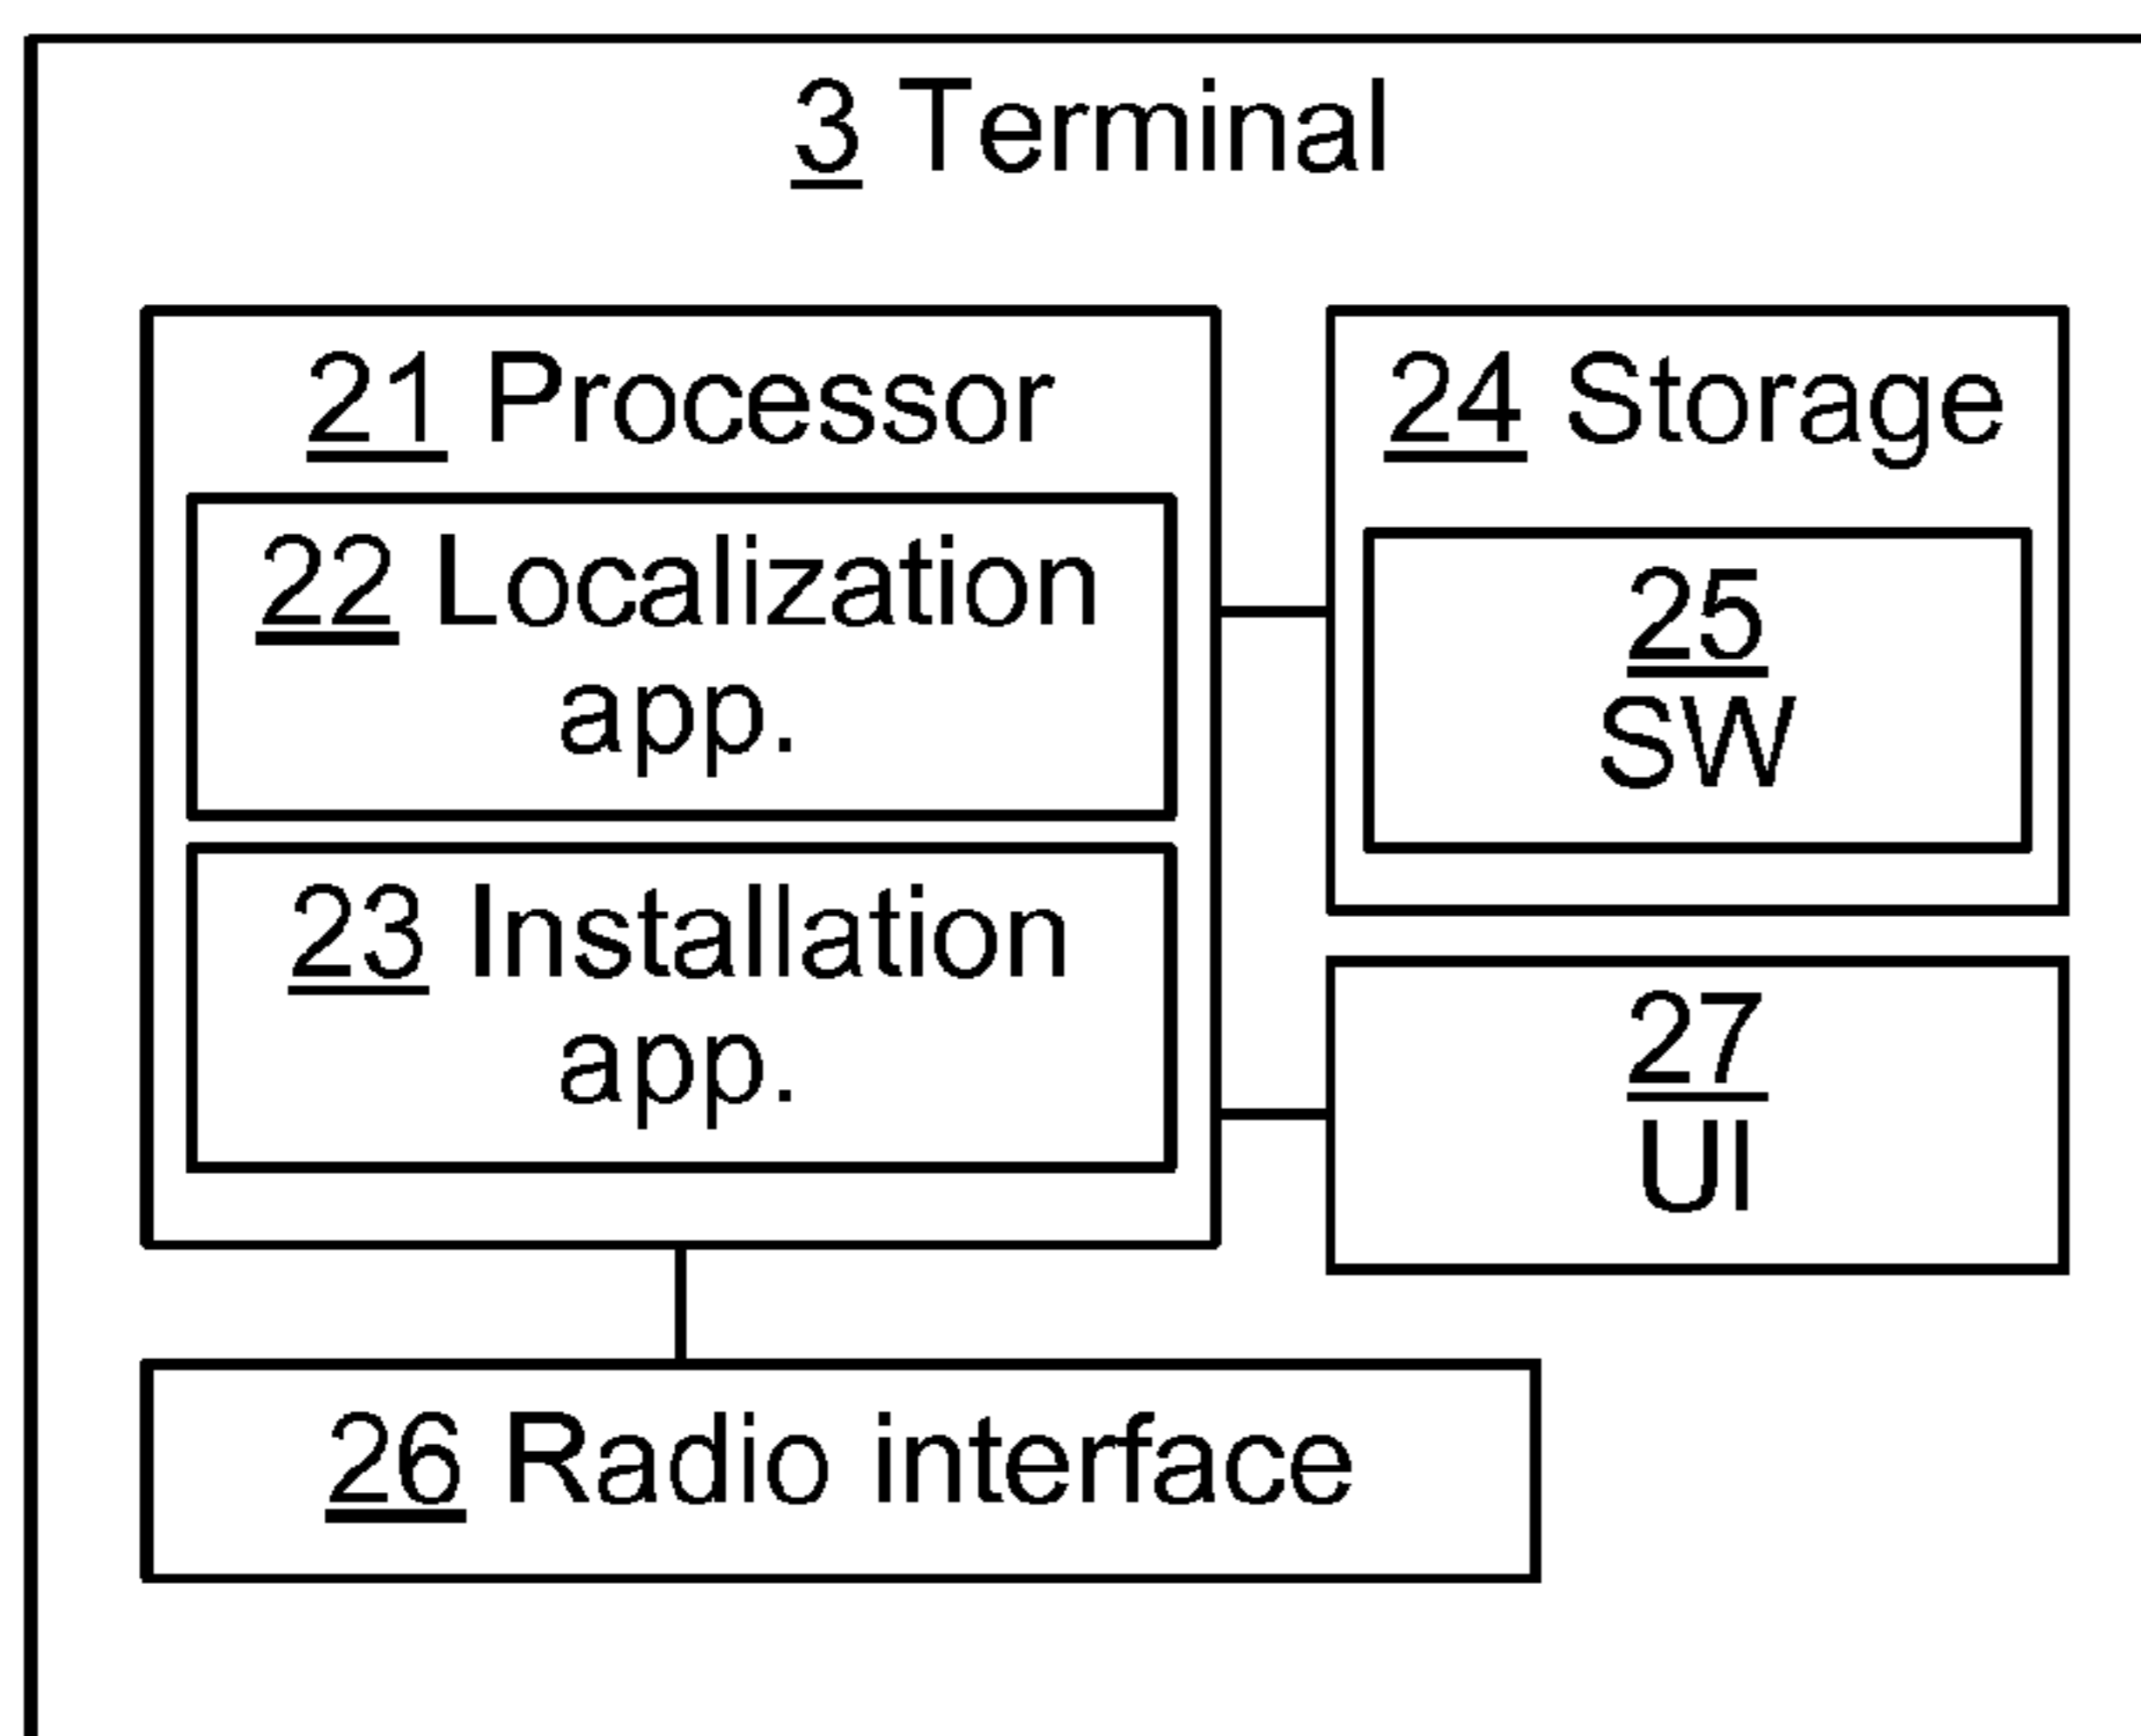 3 Terminal
21 Processor
22 Localization
app.
23 Installation
app.
24 Storage
25
SW
27
UI
26 Radio interface